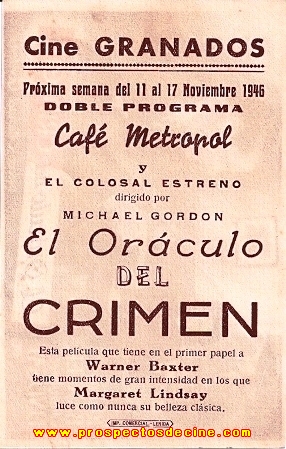 Cine GRANADOS
Próxima semana del 11 al 17 Noviembre 1946
DOBLE PROGRAMA
Café Metropol
y
EL COLOSAL ESTRENO
dirigido por
MICHAEL GORDON
El Oráculo
DEL
CRIMEN
Esta película que tiene en el primer papel a
Warner Baxter
tiene momentos de gran intensidad en los que
Margaret Lindsay
luce como nunca su belleza clásica.
IMP. COMERCIAL - LERIDA
www.prospectosdecine.com